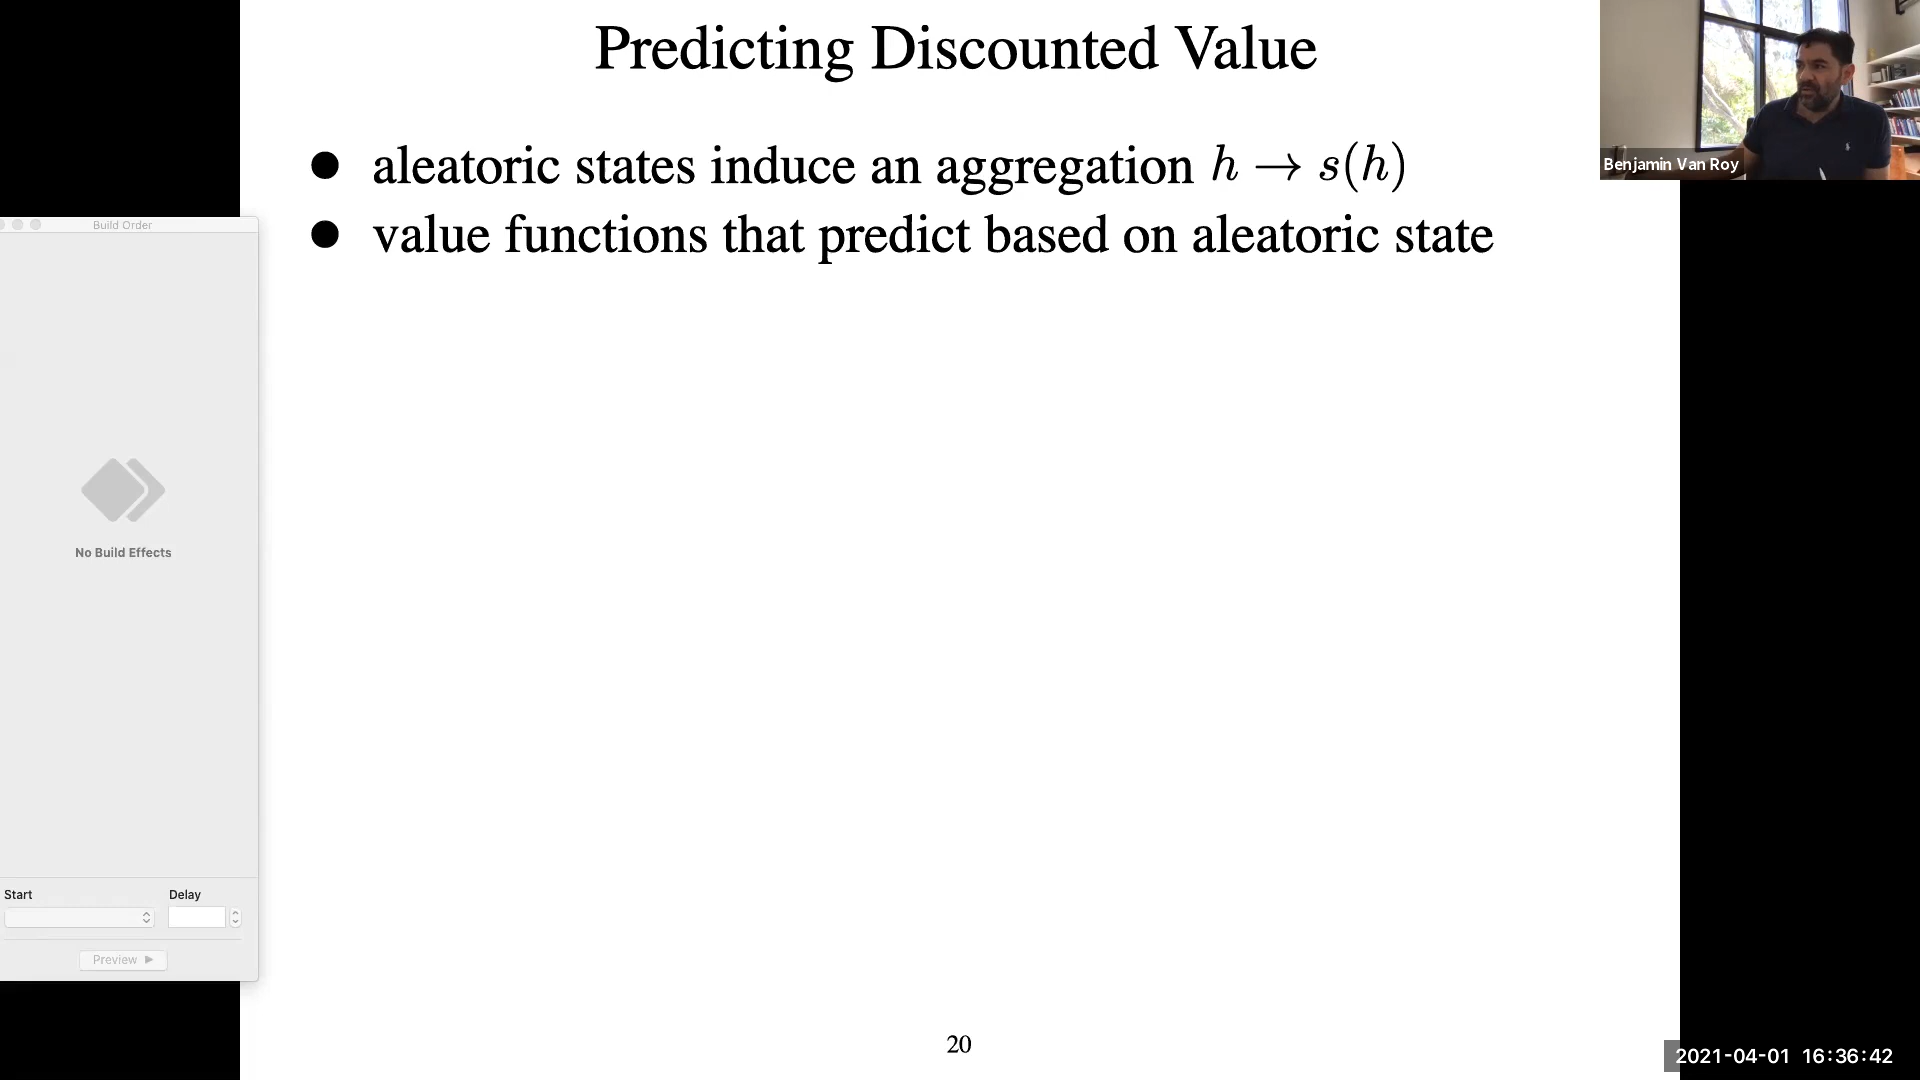 Predicting Discounted Value
● aleatoric states induce an aggregation h → s(h)
● value functions that predict based on aleatoric state
Benjamin Van Roy
Build Order
No Build Effects
Start Delay
Preview ▶
20
2021-04-01 16:36:42